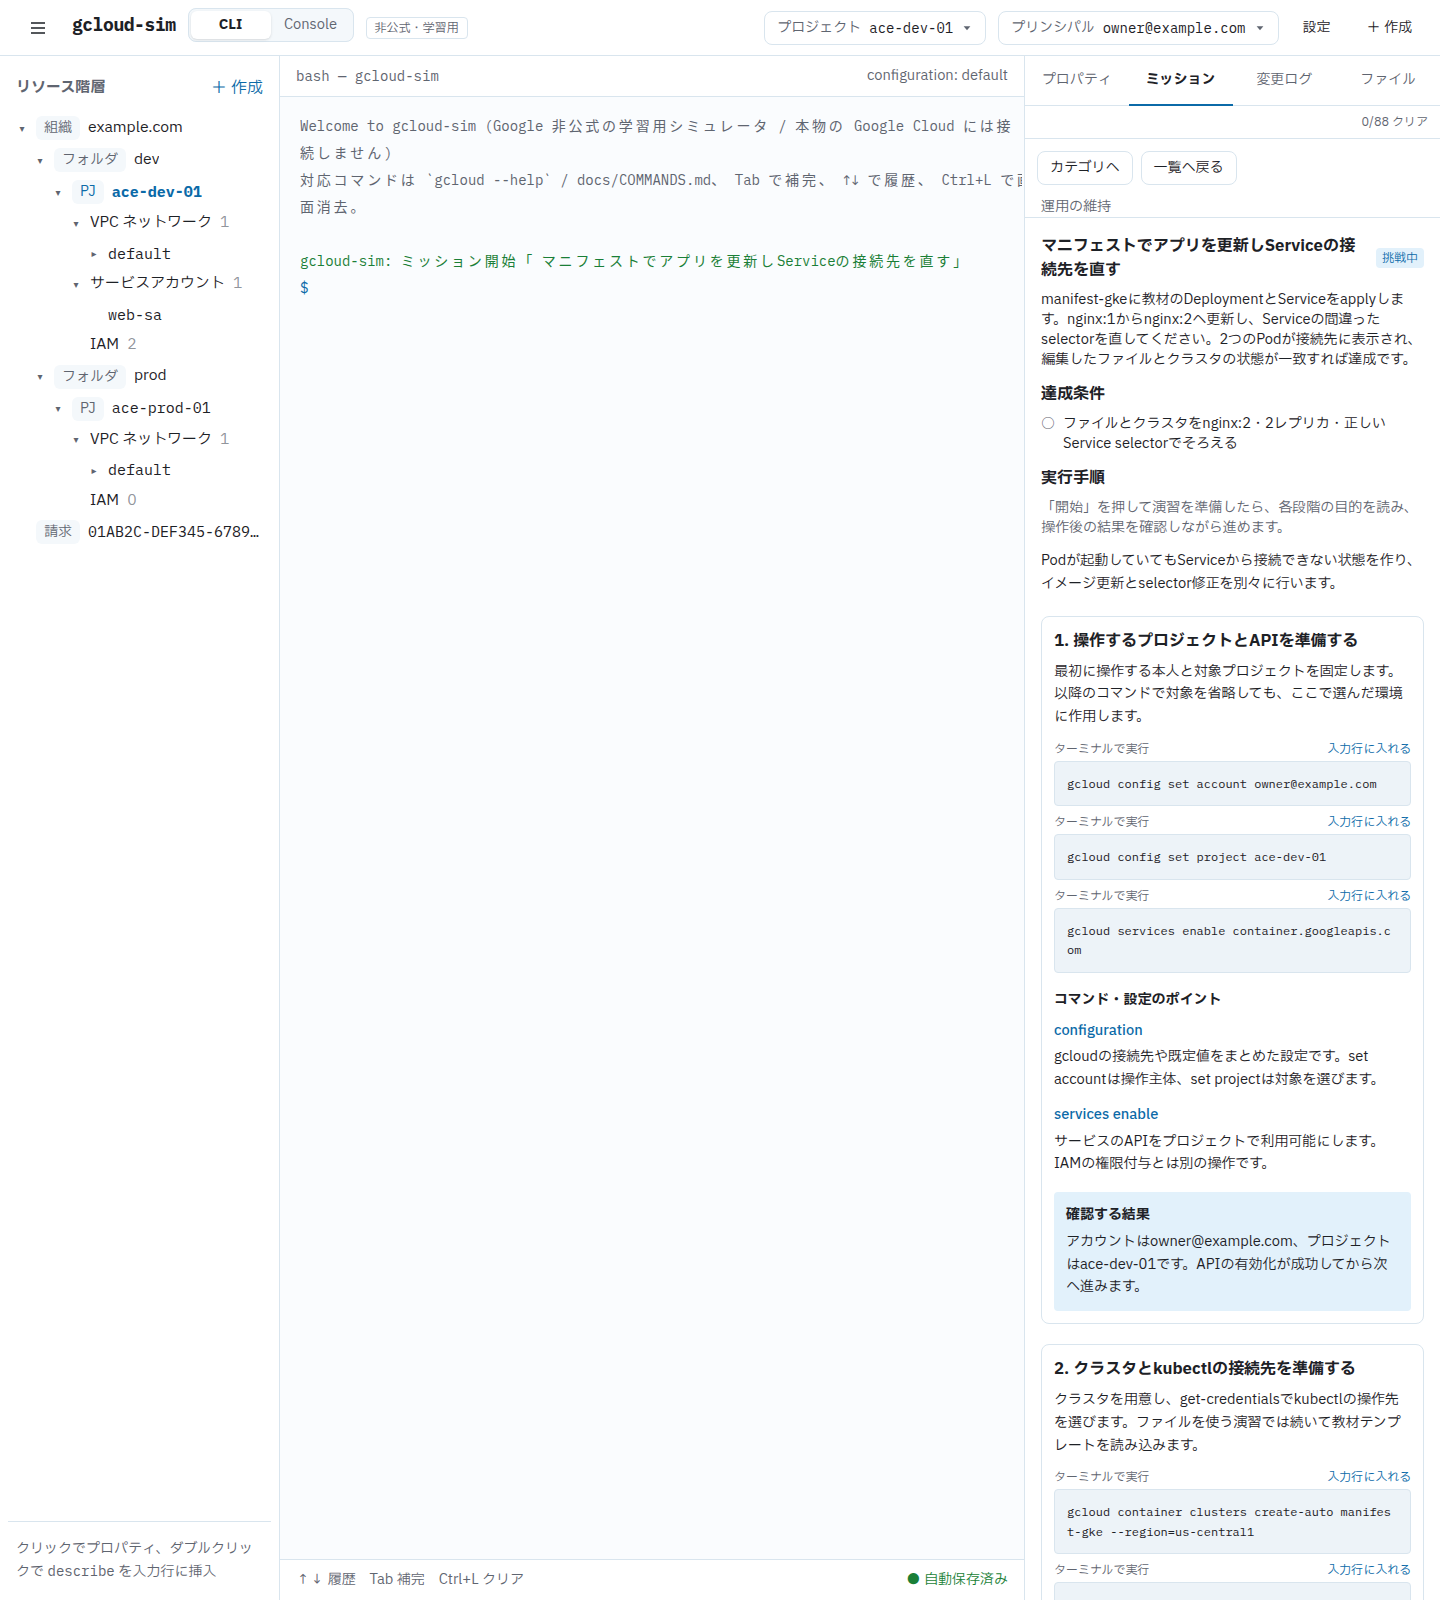 gcloud-sim
CLI
Console
非公式・学習用
プロジェクト ace-dev-01
プリンシパル owner@example.com
設定
＋ 作成
リソース階層
＋ 作成
組織 example.com
フォルダ dev
PJ ace-dev-01
VPC ネットワーク 1
default
サービスアカウント 1
web-sa
IAM 2
フォルダ prod
PJ ace-prod-01
VPC ネットワーク 1
default
IAM 0
請求 01AB2C-DEF345-6789…
クリックでプロパティ、ダブルクリッ
クで describe を入力行に挿入
bash — gcloud-sim
configuration: default
Welcome to gcloud-sim (Google 非公式の学習用シミュレータ / 本物の Google Cloud には接
続しません)
対応コマンドは `gcloud --help` / docs/COMMANDS.md、 Tab で補完、 ↑↓ で履歴、 Ctrl+L で画
面消去。
gcloud-sim: ミッション開始「 マニフェストでアプリを更新しServiceの接続先を直す」
$
↑↓ 履歴 Tab 補完 Ctrl+L クリア
● 自動保存済み
プロパティ
ミッション
変更ログ
ファイル
0/88 クリア
カテゴリへ
一覧へ戻る
運用の維持
マニフェストでアプリを更新しServiceの接
続先を直す
挑戦中
manifest-gkeに教材のDeploymentとServiceをapplyしま
す。nginx:1からnginx:2へ更新し、Serviceの間違った
selectorを直してください。2つのPodが接続先に表示され、
編集したファイルとクラスタの状態が一致すれば達成です。
達成条件
〇 ファイルとクラスタをnginx:2・2レプリカ・正しい
Service selectorでそろえる
実行手順
「開始」を押して演習を準備したら、各段階の目的を読み、
操作後の結果を確認しながら進めます。
Podが起動していてもServiceから接続できない状態を作り、
イメージ更新とselector修正を別々に行います。
1. 操作するプロジェクトとAPIを準備する
最初に操作する本人と対象プロジェクトを固定します。
以降のコマンドで対象を省略しても、ここで選んだ環境
に作用します。
ターミナルで実行
入力行に入れる
gcloud config set account owner@example.com
ターミナルで実行
入力行に入れる
gcloud config set project ace-dev-01
ターミナルで実行
入力行に入れる
gcloud services enable container.googleapis.c
om
コマンド・設定のポイント
configuration
gcloudの接続先や既定値をまとめた設定です。set
accountは操作主体、set projectは対象を選びます。
services enable
サービスのAPIをプロジェクトで利用可能にします。
IAMの権限付与とは別の操作です。
確認する結果
アカウントはowner@example.com、プロジェクト
はace-dev-01です。APIの有効化が成功してから次
へ進みます。
2. クラスタとkubectlの接続先を準備する
クラスタを用意し、get-credentialsでkubectlの操作先
を選びます。ファイルを使う演習では続いて教材テンプ
レートを読み込みます。
ターミナルで実行
入力行に入れる
gcloud container clusters create-auto manifes
t-gke --region=us-central1
ターミナルで実行
入力行に入れる